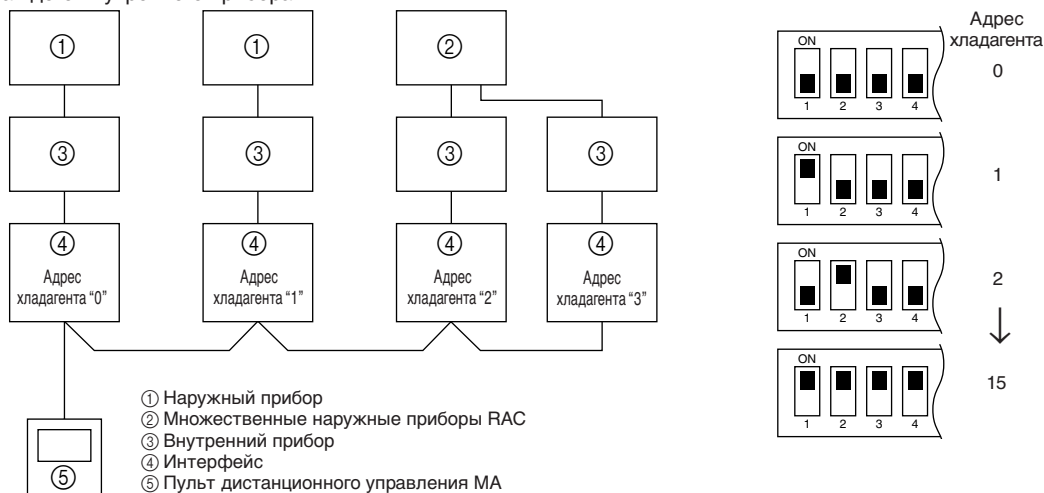 ① ① ②
③ ③ ③ ③
④ ④ ④ ④
Адрес хладагента “0”
Адрес хладагента “1”
Адрес хладагента “2”
Адрес хладагента “3”
⑤
① Наружный прибор
② Множественные наружные приборы RAC
③ Внутренний прибор
④ Интерфейс
⑤ Пульт дистанционного управления MA
Адрес
хладагента
ON
1 2 3 4
0
ON
1 2 3 4
1
ON
1 2 3 4
2
ON
1 2 3 4
15